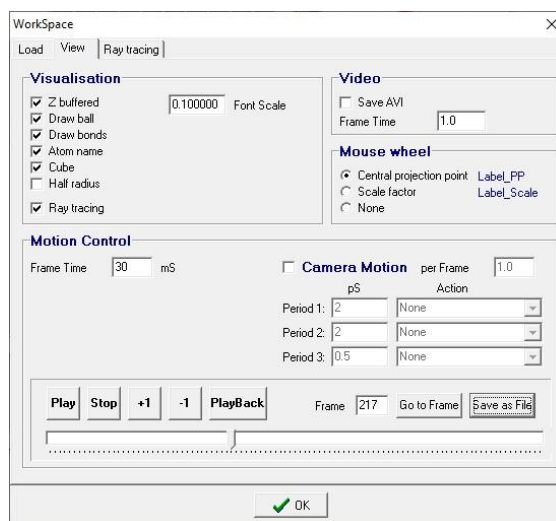 WorkSpace
Load View Ray tracing
Visualisation
Z buffered
0.100000 Font Scale
Draw ball
Draw bonds
Atom name
Cube
Half radius
Ray tracing
Video
Save AVI
Frame Time 1.0
Mouse wheel
Central projection point Label_PP
Scale factor Label_Scale
None
Motion Control
Frame Time 30 mS
Camera Motion per Frame 1.0
pS Action
Period 1: 2 None
Period 2: 2 None
Period 3: 0.5 None
Play Stop +1 -1 PlayBack Frame 217 Go to Frame Save as File
OK